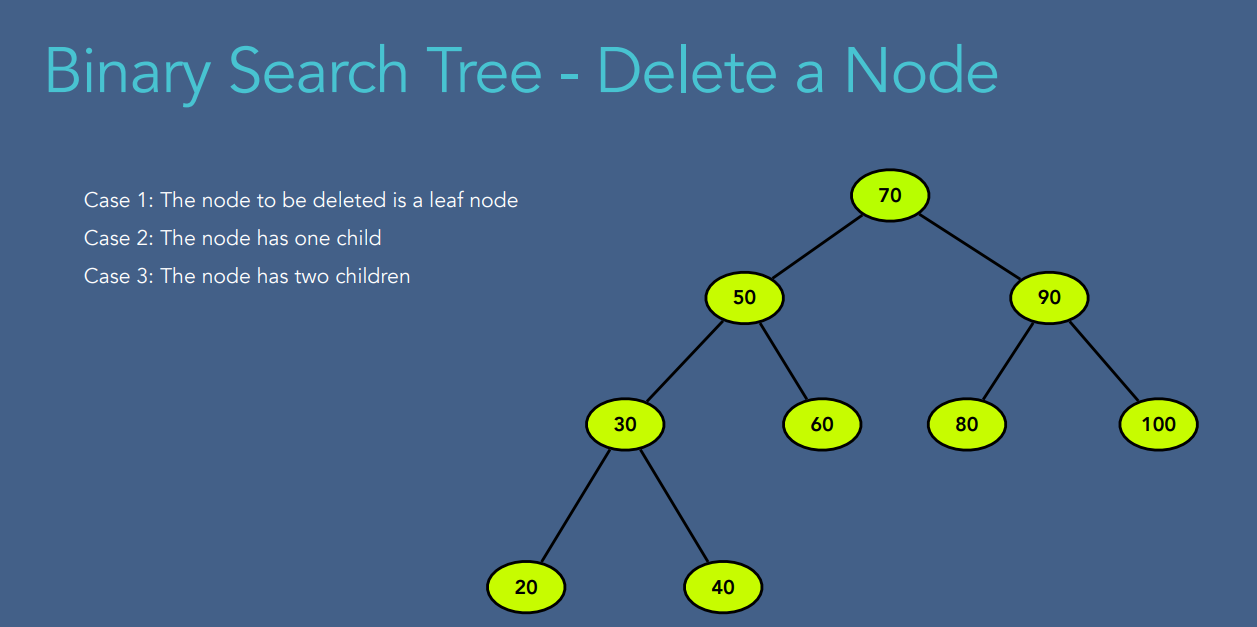 Binary Search Tree - Delete a Node
Case 1: The node to be deleted is a leaf node
Case 2: The node has one child
Case 3: The node has two children
70
50
90
30
60
80
100
20
40